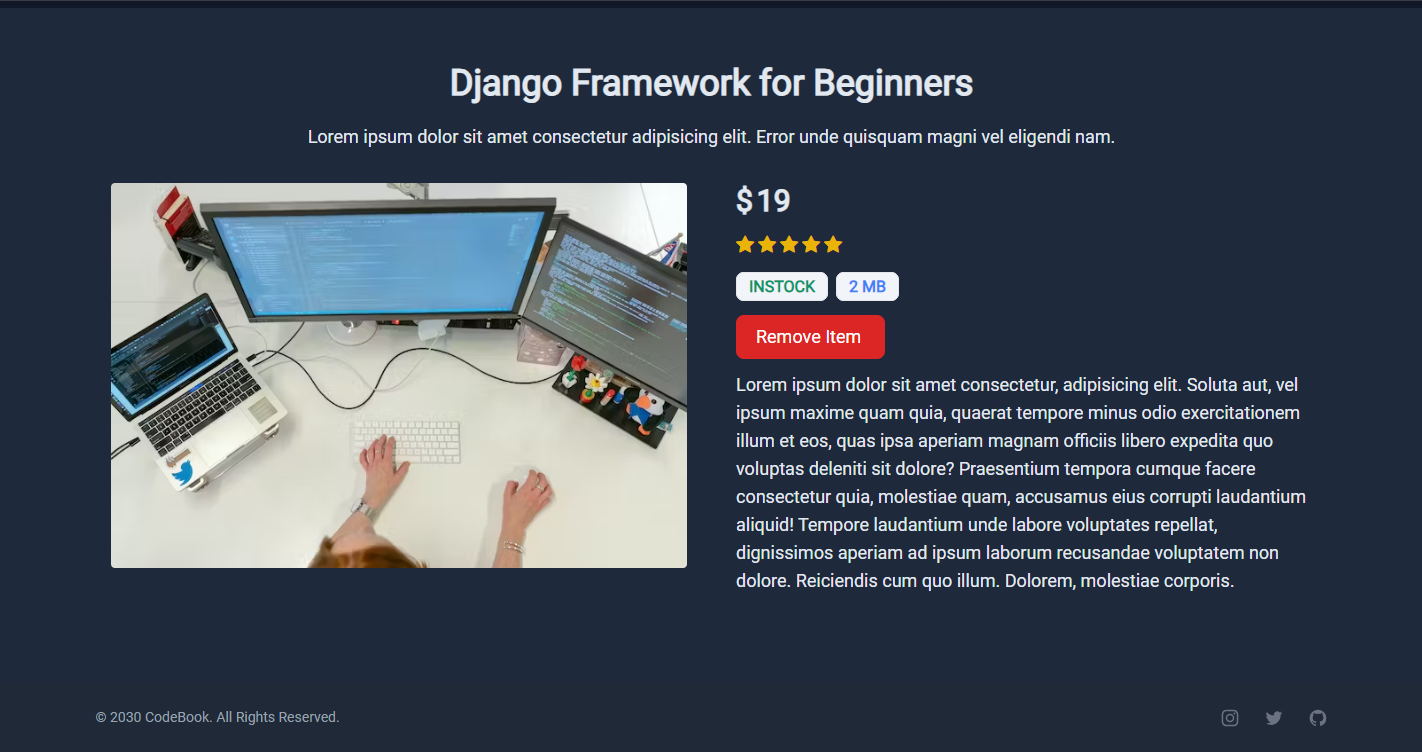 Django Framework for Beginners
Lorem ipsum dolor sit amet consectetur adipisicing elit. Error unde quisquam magni vel eligendi nam.
$19
INSTOCK
2 MB
Remove Item
Lorem ipsum dolor sit amet consectetur, adipisicing elit. Soluta aut, vel
ipsum maxime quam quia, quaerat tempore minus odio exercitationem
illum et eos, quas ipsa aperiam magnam officiis libero expedita quo
voluptas deleniti sit dolore? Praesentium tempora cumque facere
consectetur quia, molestiae quam, accusamus eius corrupti laudantium
aliquid! Tempore laudantium unde labore voluptates repellat,
dignissimos aperiam ad ipsum laborum recusandae voluptatem non
dolore. Reiciendis cum quo illum. Dolorem, molestiae corporis.
© 2030 CodeBook. All Rights Reserved.